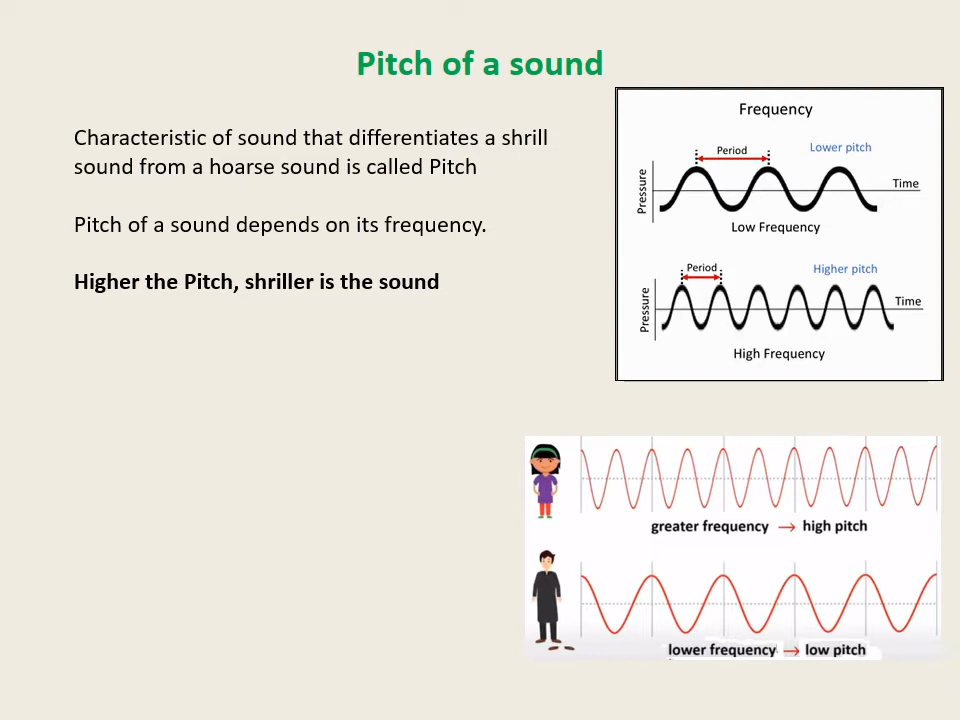 Pitch of a sound
Characteristic of sound that differentiates a shrill
sound from a hoarse sound is called Pitch
Pitch of a sound depends on its frequency.
Higher the Pitch, shriller is the sound
Frequency
Period
Lower pitch
Pressure
Time
Low Frequency
Period
Higher pitch
Pressure
Time
High Frequency
greater frequency → high pitch
lower frequency → low pitch